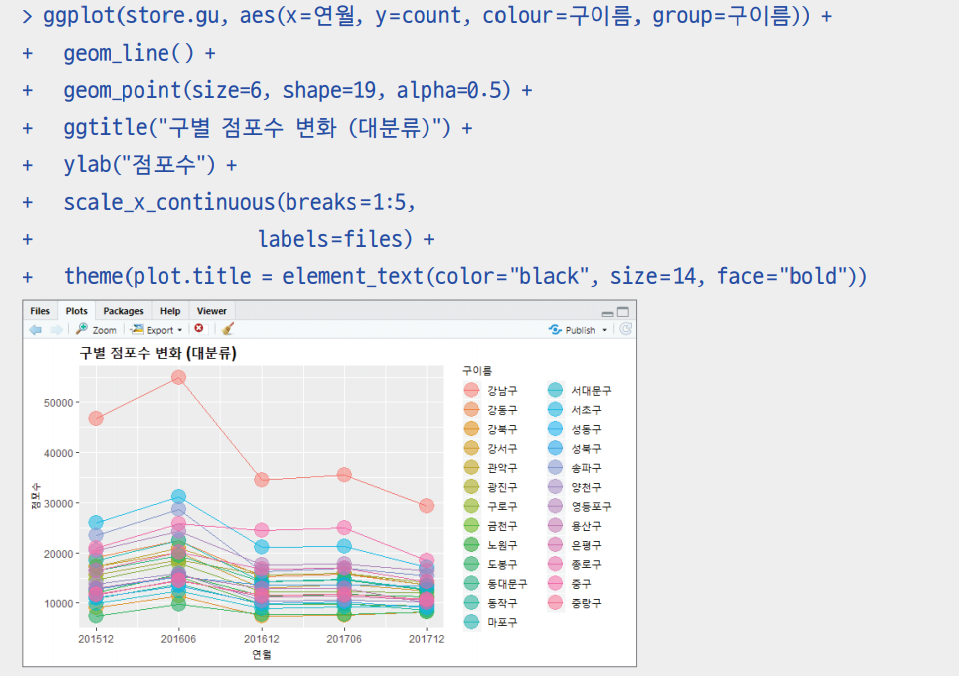 > ggplot(store.gu, aes(x=연월, y=count, colour=구이름, group=구이름)) +
+ geom_line() +
+ geom_point(size=6, shape=19, alpha=0.5) +
+ ggtitle("구별 점포수 변화 (대분류)") +
+ ylab("점포수") +
+ scale_x_continuous(breaks=1:5,
+ labels=files) +
+ theme(plot.title = element_text(color="black", size=14, face="bold"))
Files Plots Packages Help Viewer
Zoom Export Publish
구별 점포수 변화 (대분류)
점포수
50000
40000
30000
20000
10000
201512 201606 201612 201706 201712
연월
구이름
강남구 서대문구
강동구 서초구
강북구 성동구
강서구 성북구
관악구 송파구
광진구 양천구
구로구 영등포구
금천구 용산구
노원구 은평구
도봉구 종로구
동대문구 중구
동작구 중랑구
마포구